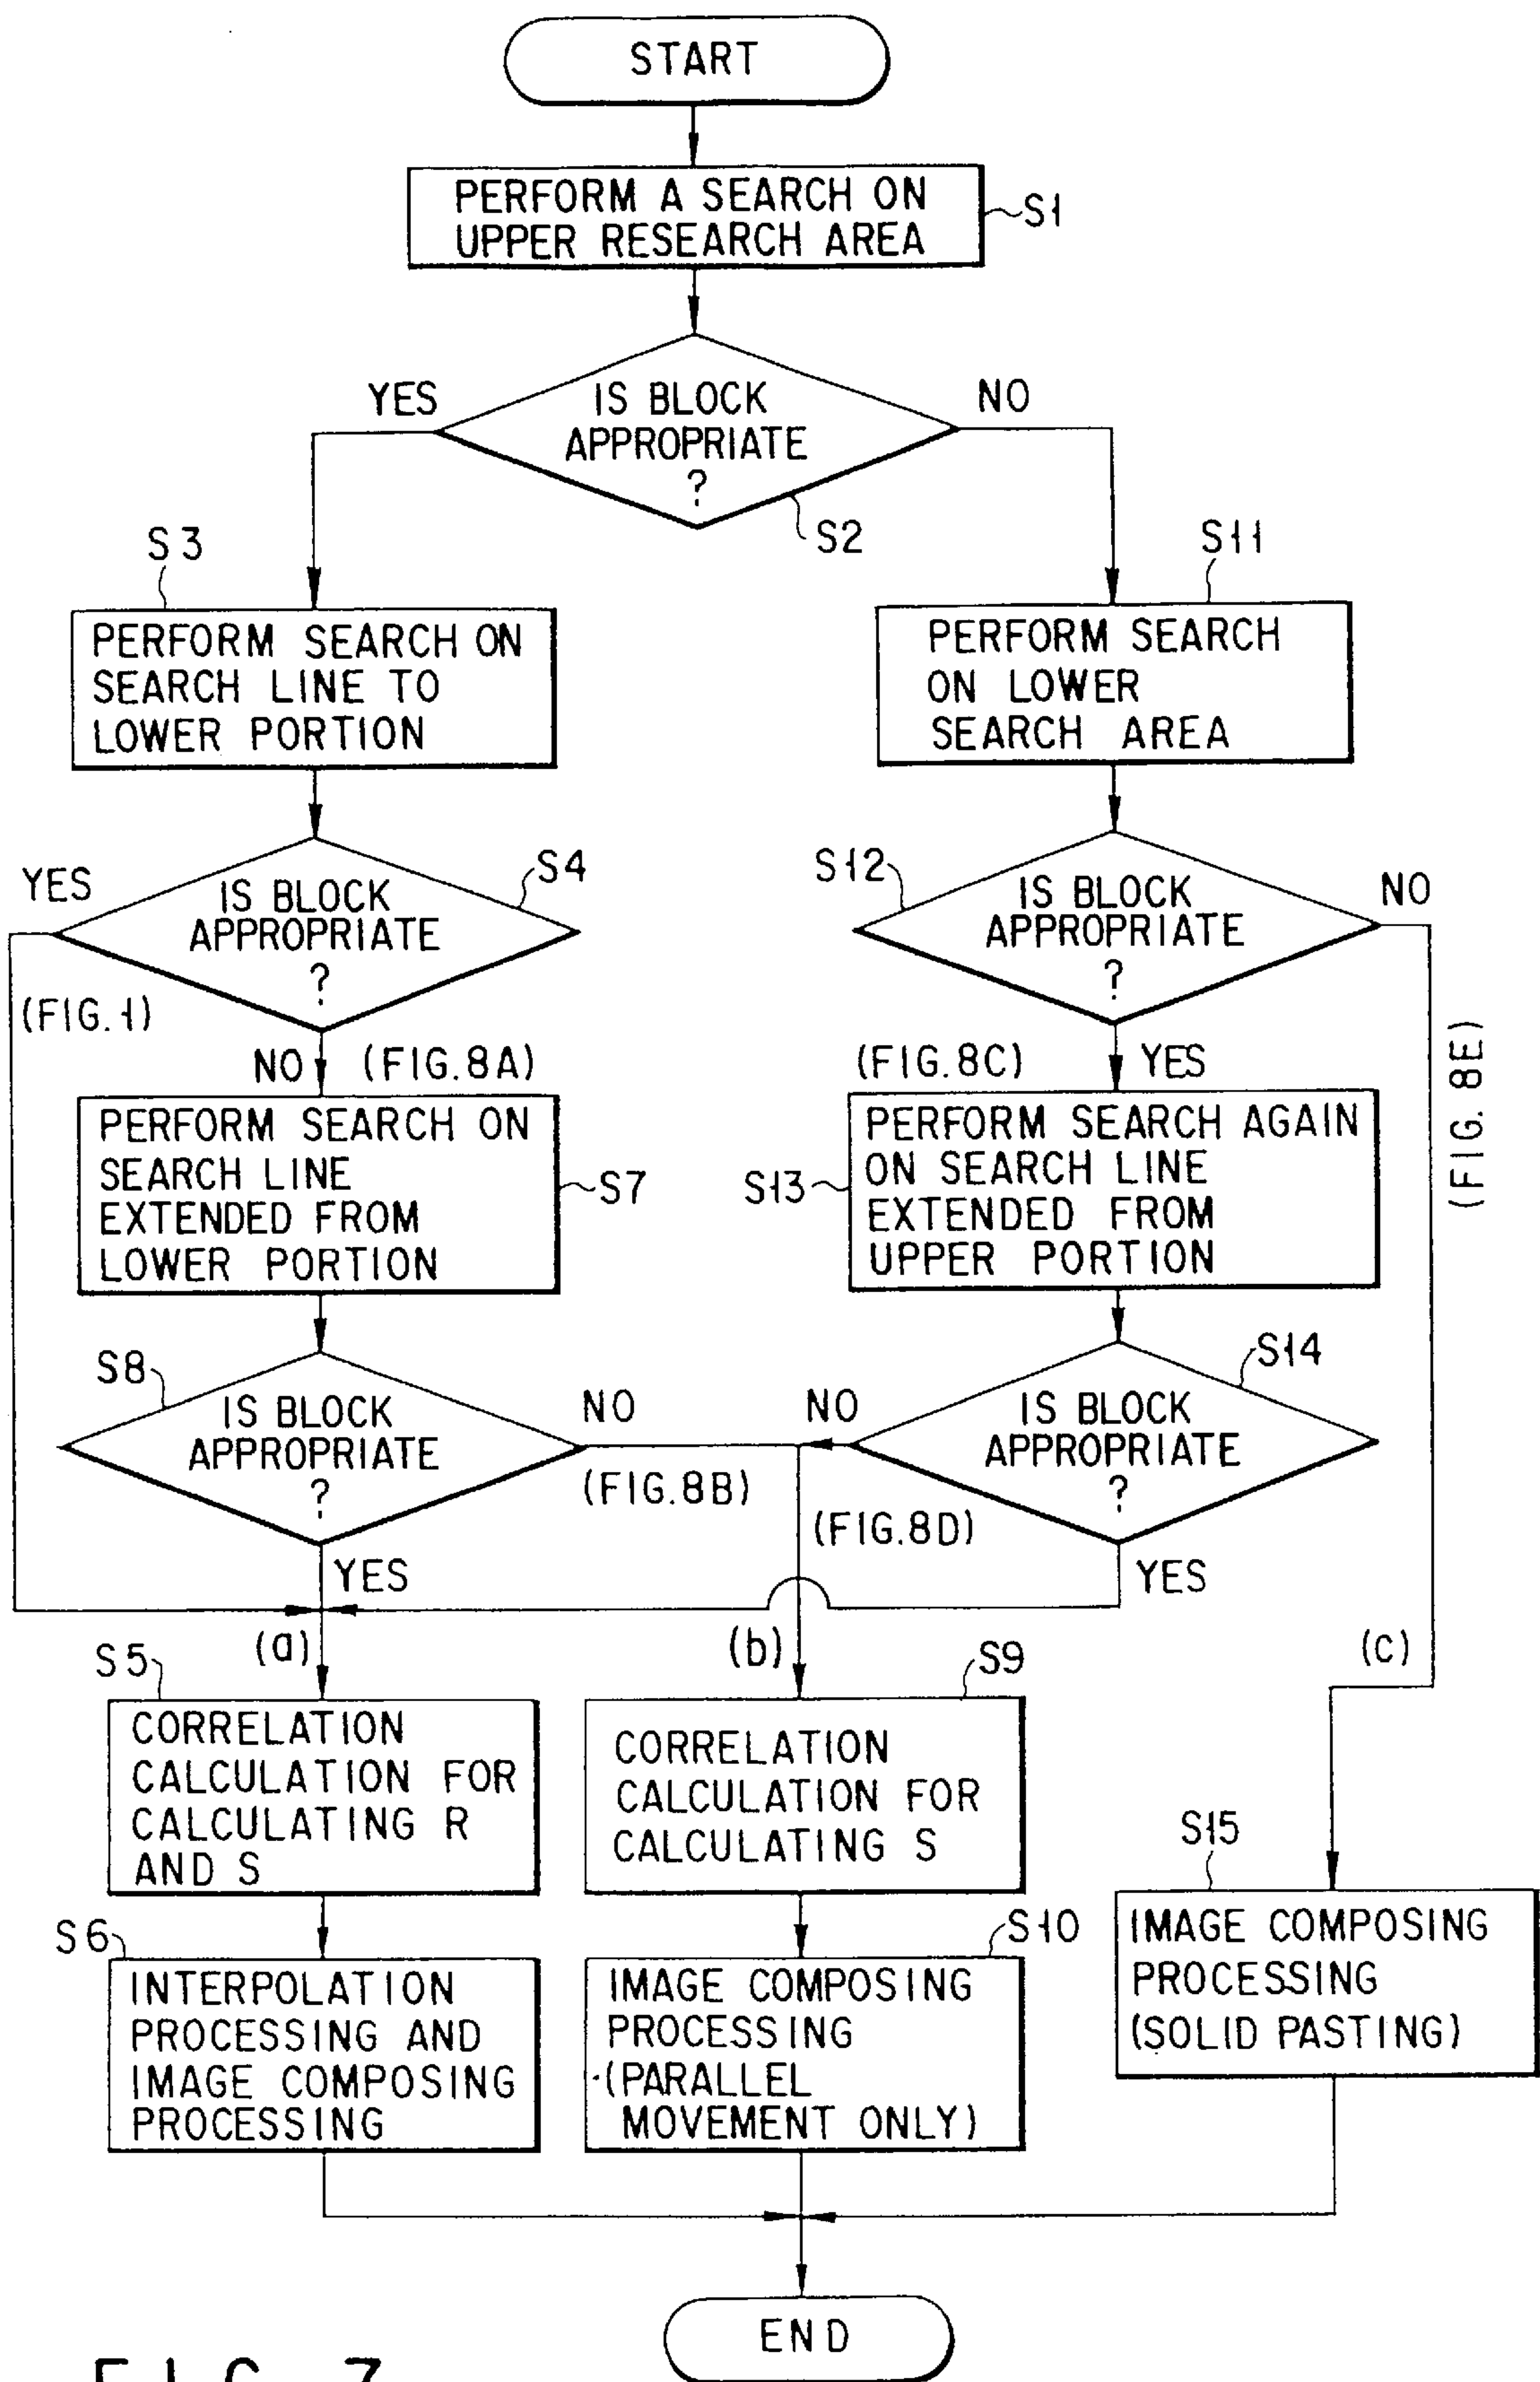 START
PERFORM A SEARCH ON
UPPER RESEARCH AREA
S1
YES
IS BLOCK
APPROPRIATE
?
NO
S2
S3
PERFORM SEARCH ON
SEARCH LINE TO
LOWER PORTION
S11
PERFORM SEARCH
ON LOWER
SEARCH AREA
YES
IS BLOCK
APPROPRIATE
?
S4
(FIG.1)
NO
(FIG.8A)
S12
IS BLOCK
APPROPRIATE
?
NO
(FIG.8C)
YES
(FIG. 8E)
PERFORM SEARCH ON
SEARCH LINE
EXTENDED FROM
LOWER PORTION
S7
S13
PERFORM SEARCH AGAIN
ON SEARCH LINE
EXTENDED FROM
UPPER PORTION
S8
IS BLOCK
APPROPRIATE
?
NO
(FIG.8B)
YES
S14
NO
IS BLOCK
APPROPRIATE
?
(FIG.8D)
YES
(a)
(b)
(c)
S5
CORRELATION
CALCULATION FOR
CALCULATING R
AND S
S9
CORRELATION
CALCULATION FOR
CALCULATING S
S6
INTERPOLATION
PROCESSING AND
IMAGE COMPOSING
PROCESSING
S10
IMAGE COMPOSING
PROCESSING
(PARALLEL
MOVEMENT ONLY)
S15
IMAGE COMPOSING
PROCESSING
(SOLID PASTING)
END
FIG. 7